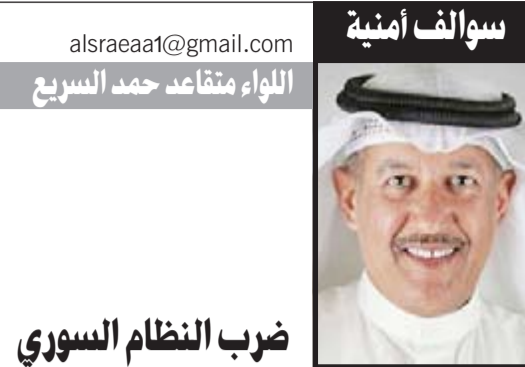 سوالف أمنية
alsraeaa1@gmail.com
اللواء متقاعد حمد السريع
ضرب النظام السوري